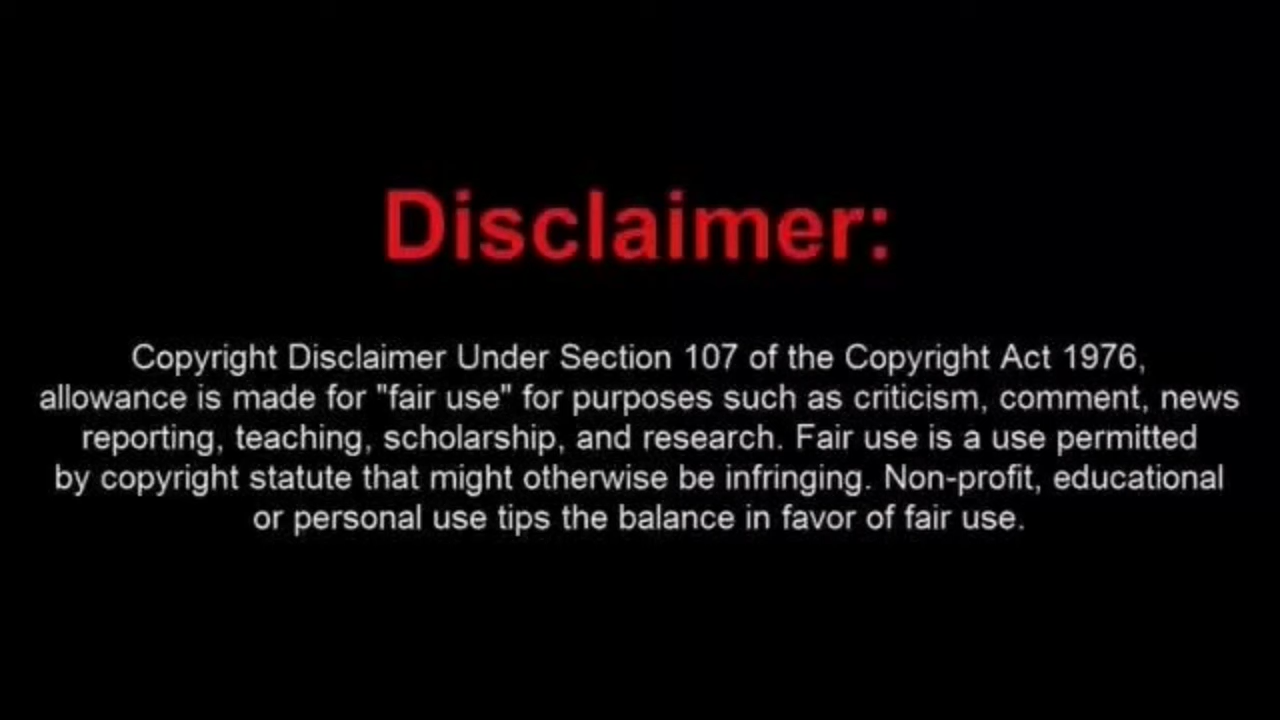 Disclaimer:
Copyright Disclaimer Under Section 107 of the Copyright Act 1976,
allowance is made for "fair use" for purposes such as criticism, comment, news
reporting, teaching, scholarship, and research. Fair use is a use permitted
by copyright statute that might otherwise be infringing. Non-profit, educational
or personal use tips the balance in favor of fair use.